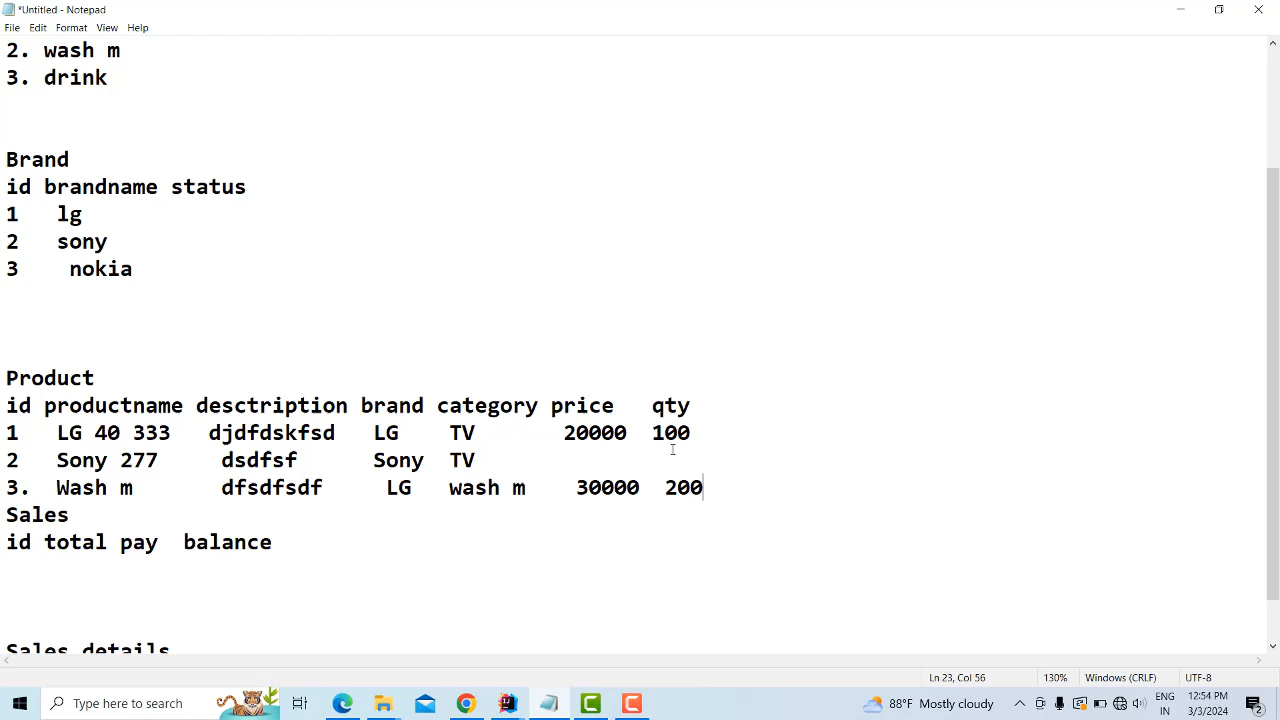 *Untitled - Notepad
File Edit Format View Help
2. wash m
3. drink
Brand
id brandname status
1 lg
2 sony
3 nokia
Product
id productname desctription brand category price qty
1 LG 40 333 djdfdskfsd LG TV 20000 100
2 Sony 277 dsdfsf Sony TV
3. Wash m dfsdfsdf LG wash m 30000 200
Sales
id total pay balance
Sales details
Ln 23, Col 56 130% Windows (CRLF) UTF-8
Type here to search
88°F Mostly cloudy
ENG
IN
12:54 PM
3/3/2024
2